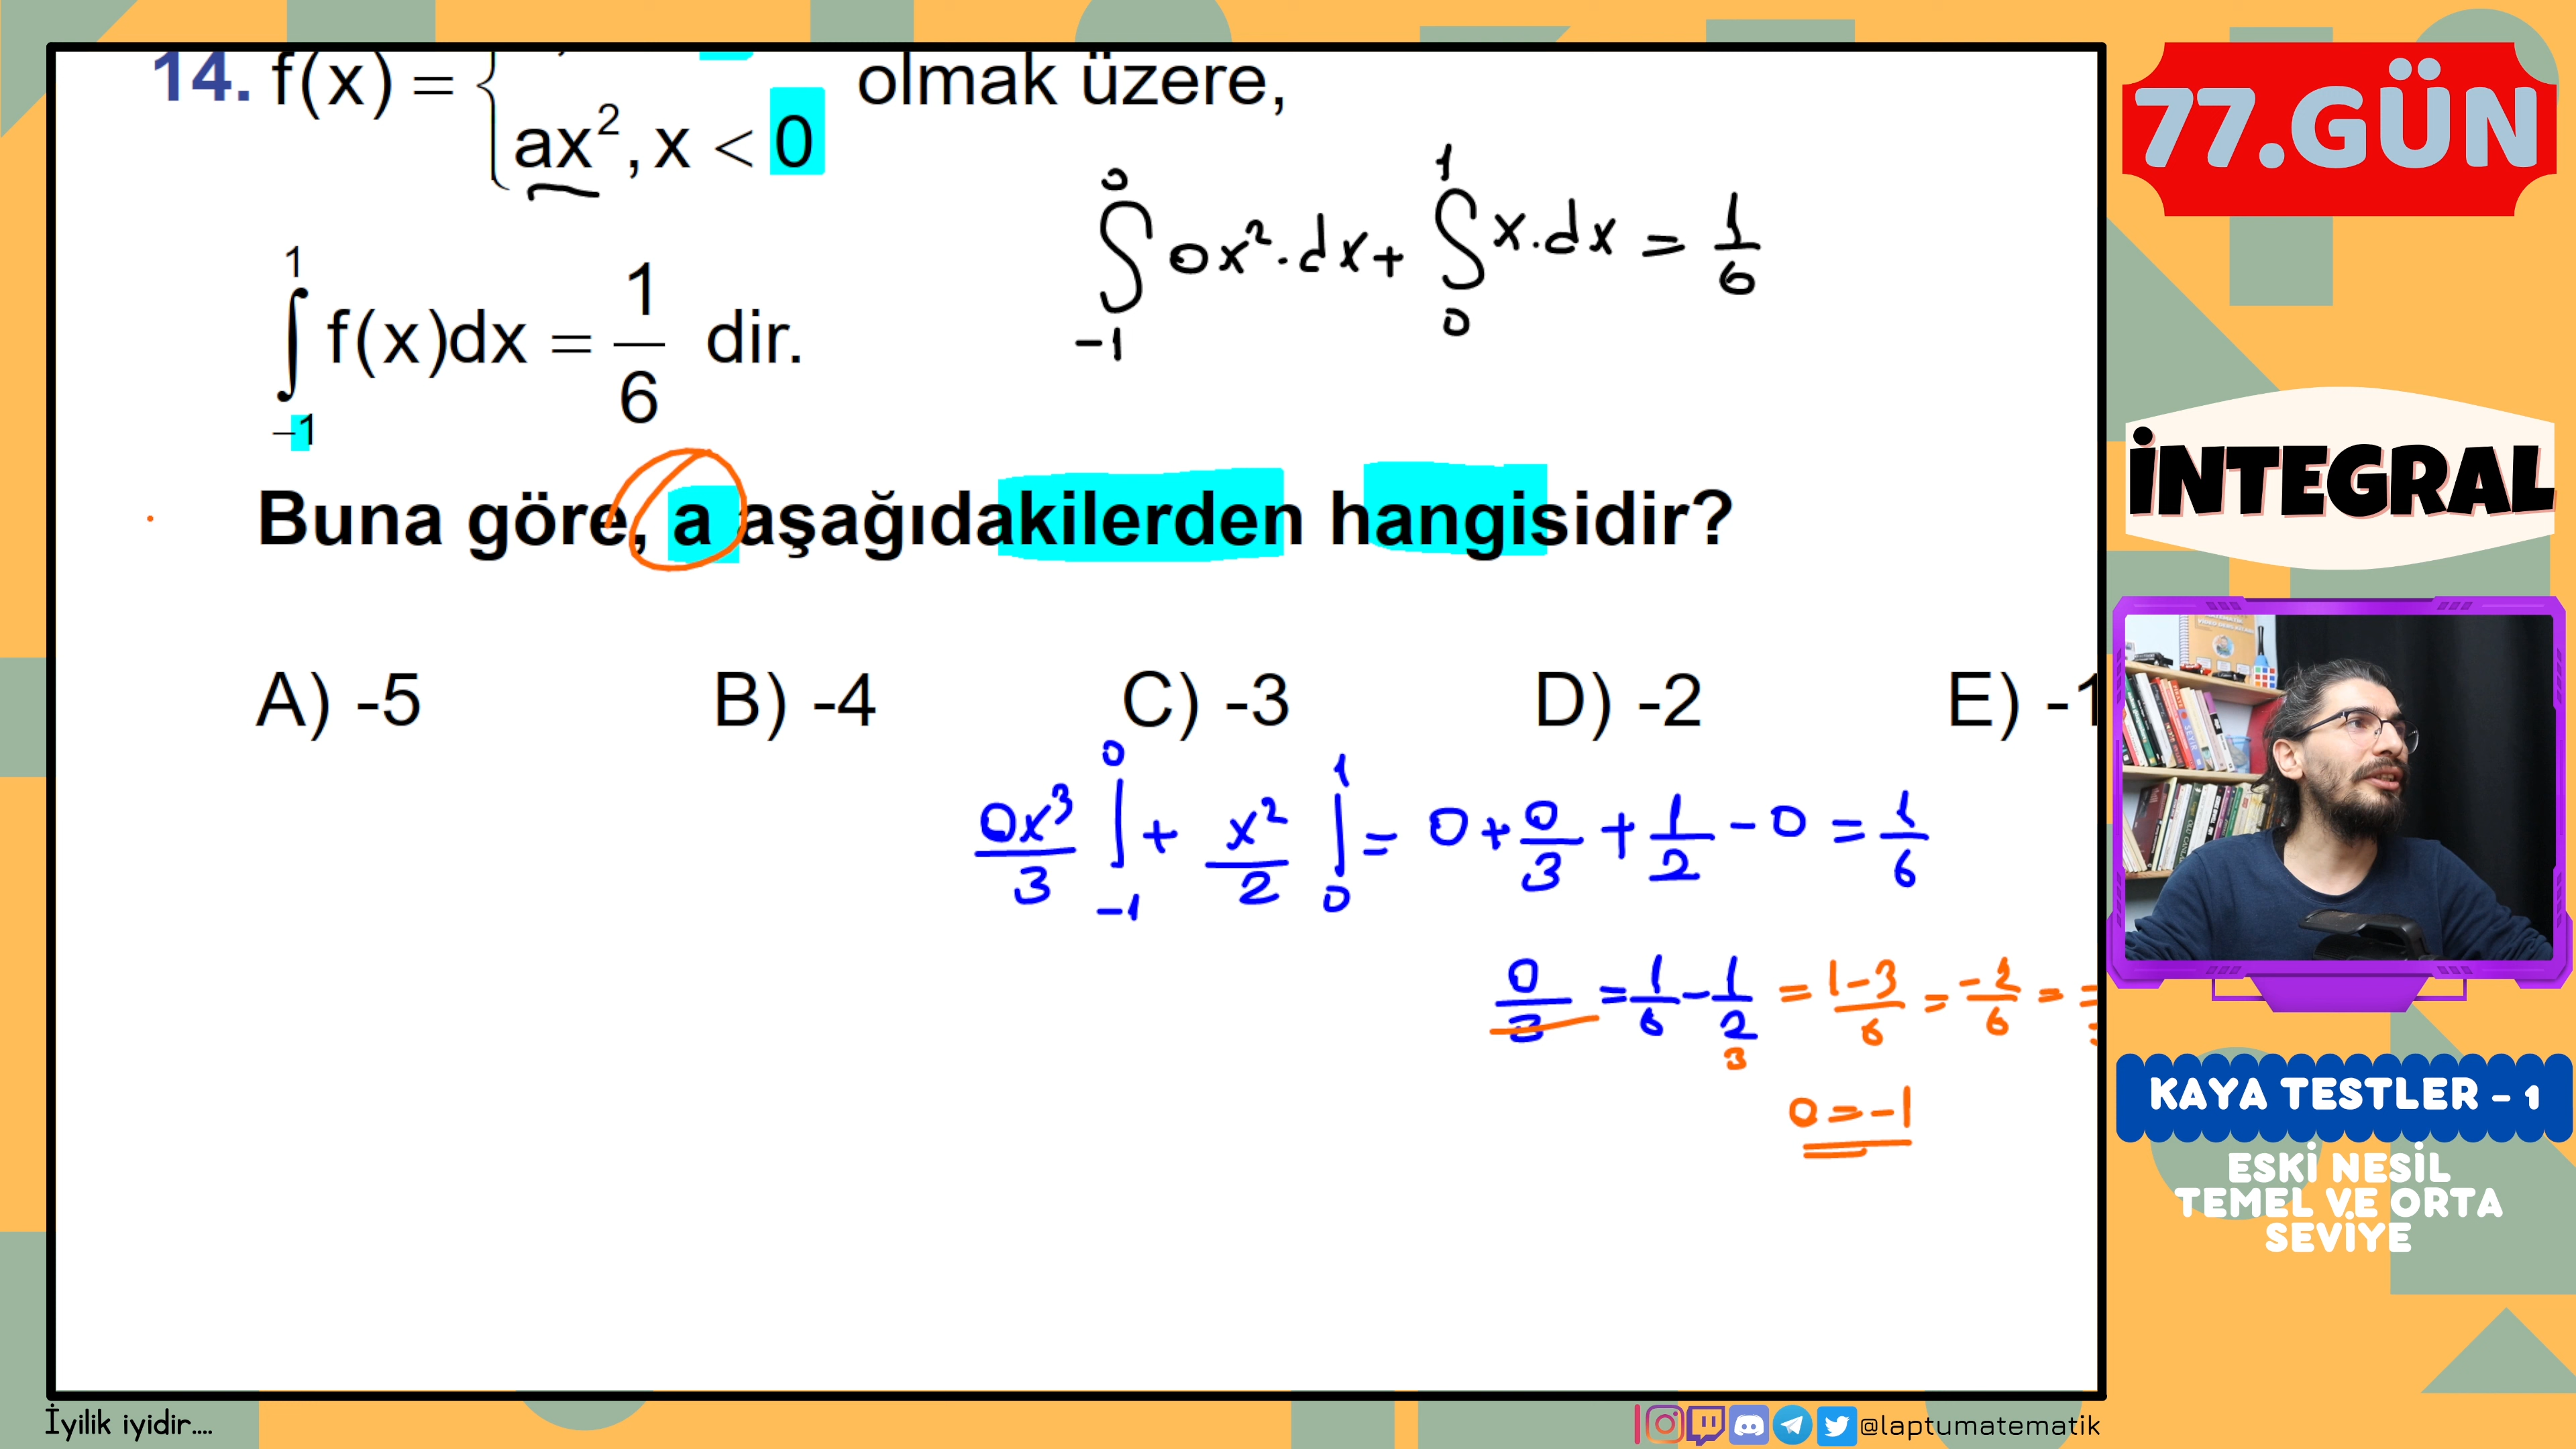 14. f(x) = { ax², x < 0 olmak üzere,
∫₋₁¹ f(x)dx = 1/6 dir.
∫₋₁⁰ ax².dx + ∫₀¹ x.dx = 1/6
Buna göre, a aşağıdakilerden hangisidir?
A) -5 B) -4 C) -3 D) -2 E) -1
ax³/3 |₋₁⁰ + x²/2 |₀¹ = 0 + a/3 + 1/2 - 0 = 1/6
a/3 = 1/6 - 1/2 = 1-3/6 = -2/6 =
3
a = -1
77.GÜN
İNTEGRAL
KAYA TESTLER - 1
ESKİ NESİL
TEMEL VE ORTA
SEVİYE
İyilik iyidir....
@laptumatematik